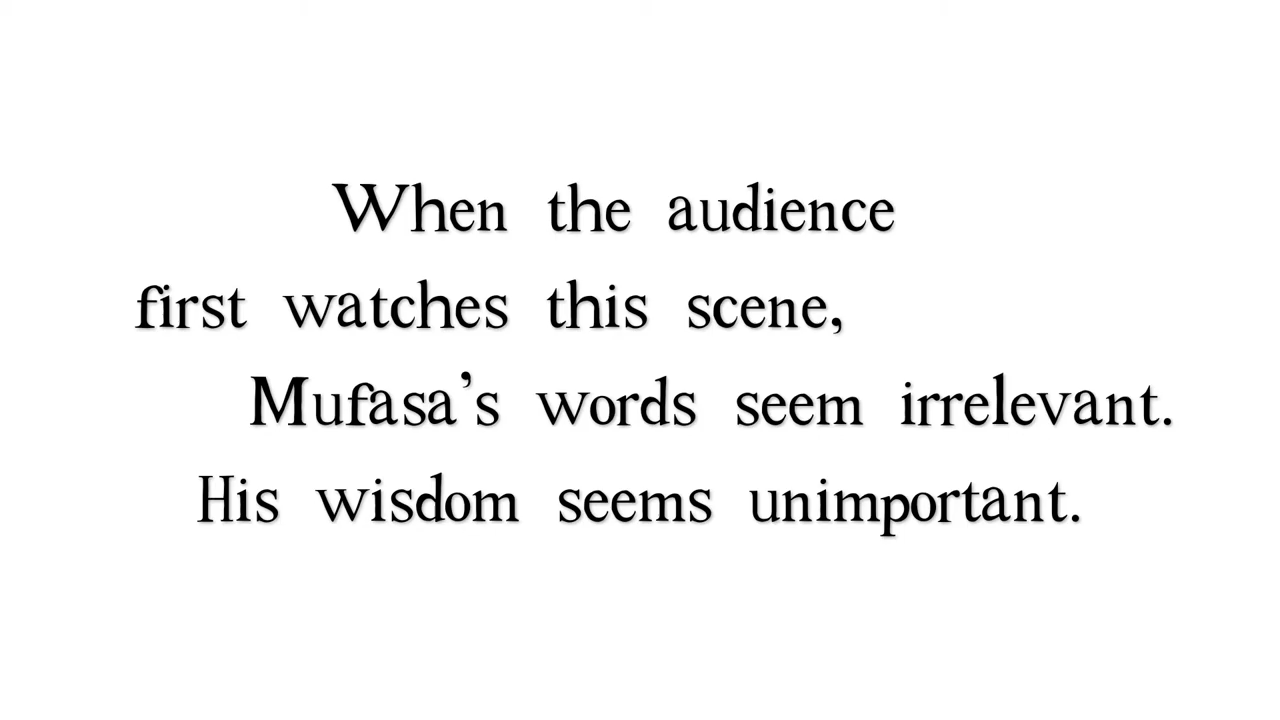 When the audience
first watches this scene,
Mufasa’s words seem irrelevant.
His wisdom seems unimportant.